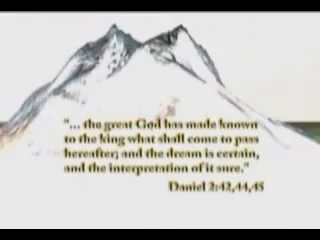 "... the great God has made known
to the king what shall come to pass
hereafter; and the dream is certain,
and the interpretation of it sure."
Daniel 2:42,44,45